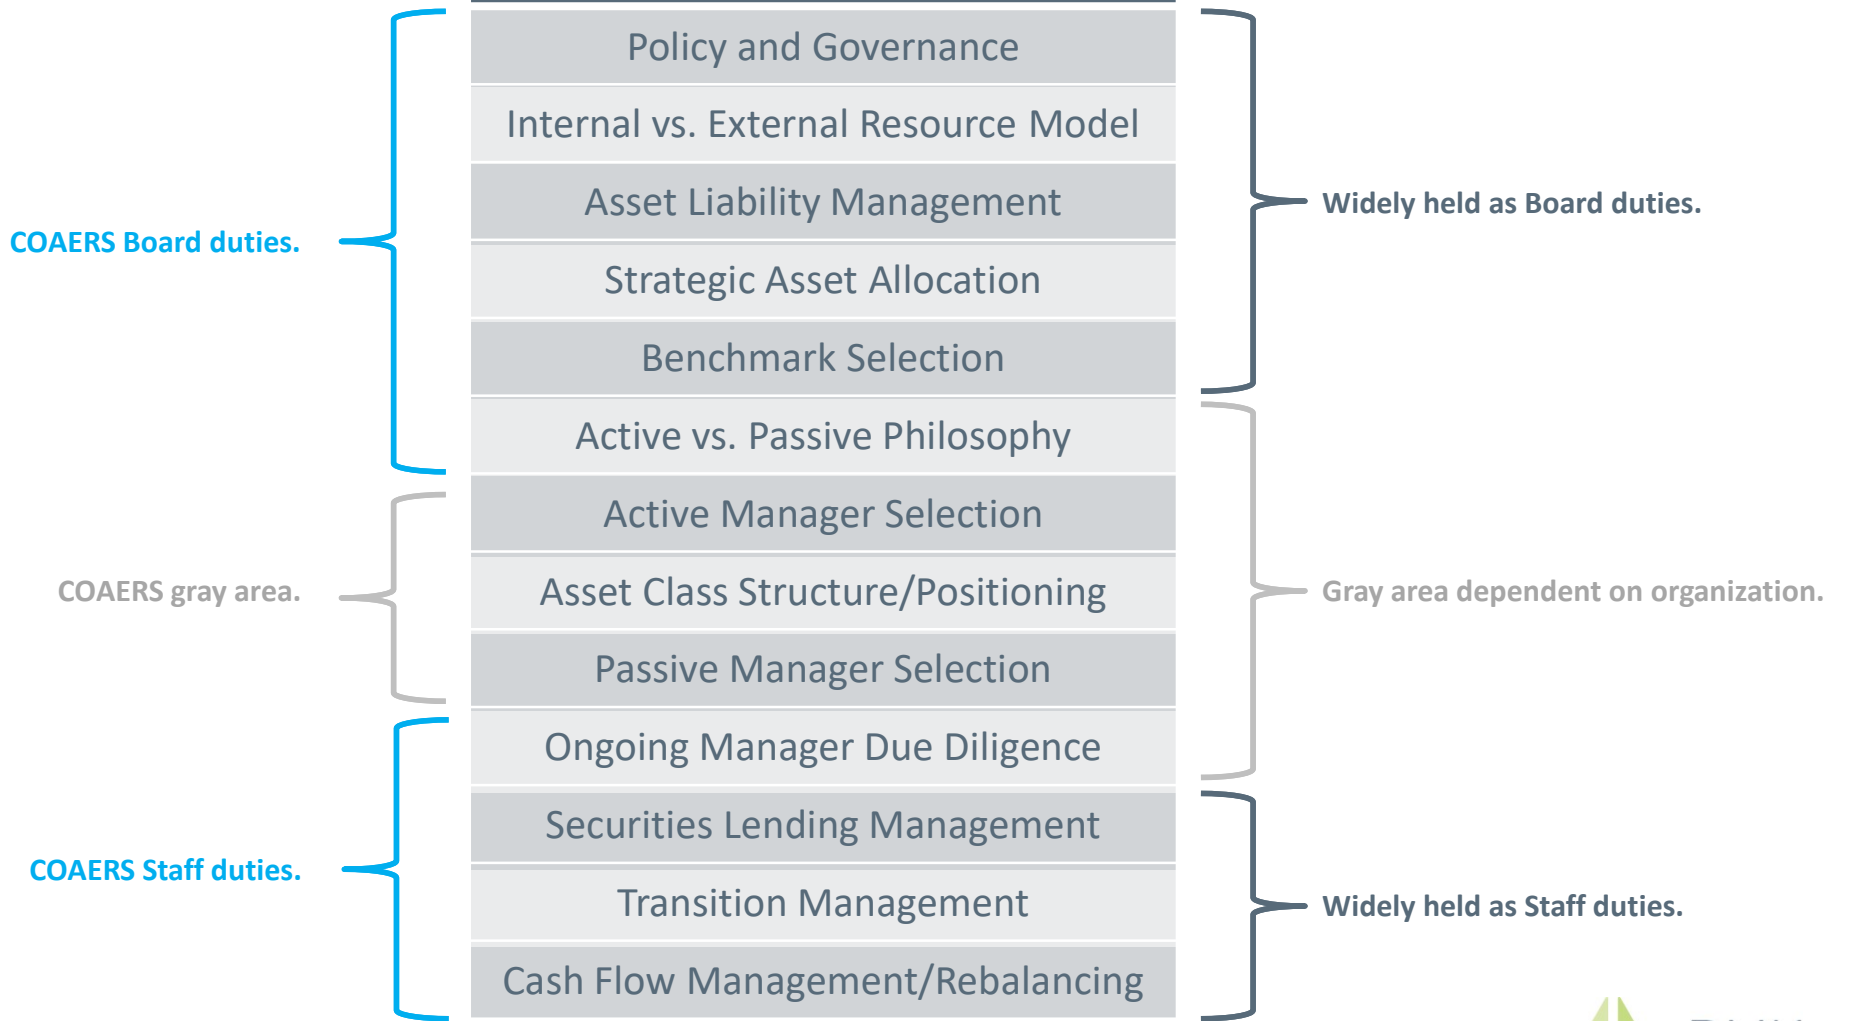 Policy and Governance
Internal vs. External Resource Model
Asset Liability Management
Strategic Asset Allocation
Benchmark Selection
Active vs. Passive Philosophy
Active Manager Selection
Asset Class Structure/Positioning
Passive Manager Selection
Ongoing Manager Due Diligence
Securities Lending Management
Transition Management
Cash Flow Management/Rebalancing
COAERS Board duties.
COAERS gray area.
COAERS Staff duties.
Widely held as Board duties.
Gray area dependent on organization.
Widely held as Staff duties.